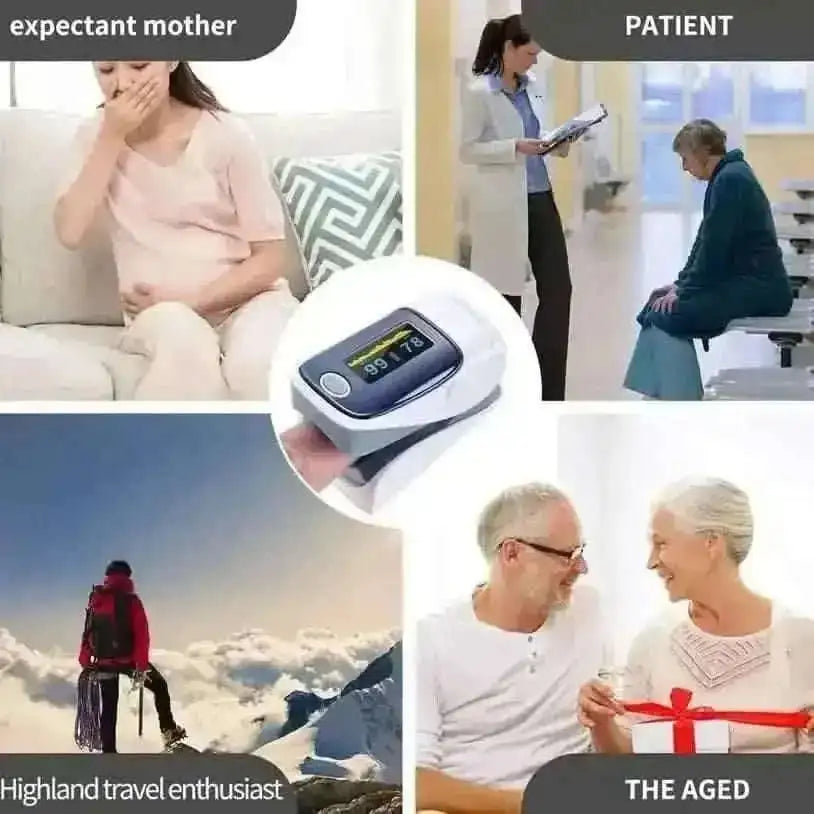 expectant mother
PATIENT
99 78
Highland travel enthusiast
THE AGED